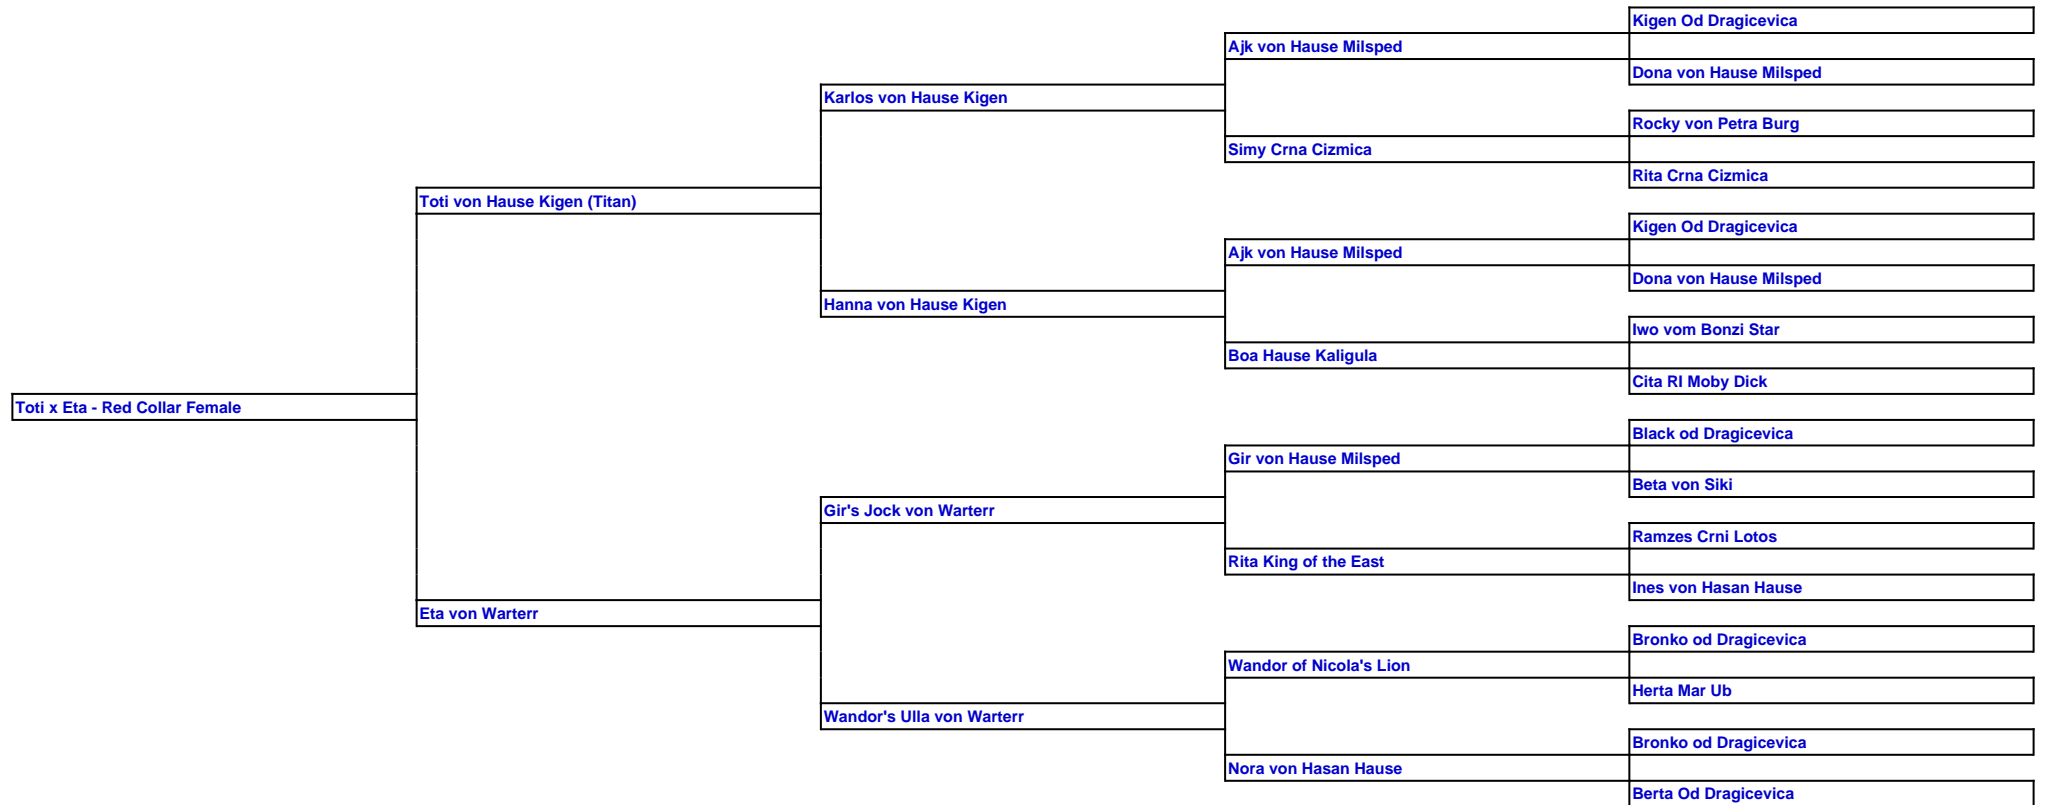 Kigen Od Dragicevica
Ajk von Hause Milsped
Dona von Hause Milsped
Karlos von Hause Kigen
Rocky von Petra Burg
Simy Crna Cizmica
Rita Crna Cizmica
Toti von Hause Kigen (Titan)
Kigen Od Dragicevica
Ajk von Hause Milsped
Dona von Hause Milsped
Hanna von Hause Kigen
Iwo vom Bonzi Star
Boa Hause Kaligula
Cita RI Moby Dick
Toti x Eta - Red Collar Female
Black od Dragicevica
Gir von Hause Milsped
Beta von Siki
Gir's Jock von Warterr
Ramzes Crni Lotos
Rita King of the East
Ines von Hasan Hause
Eta von Warterr
Bronko od Dragicevica
Wandor of Nicola's Lion
Herta Mar Ub
Wandor's Ulla von Warterr
Bronko od Dragicevica
Nora von Hasan Hause
Berta Od Dragicevica